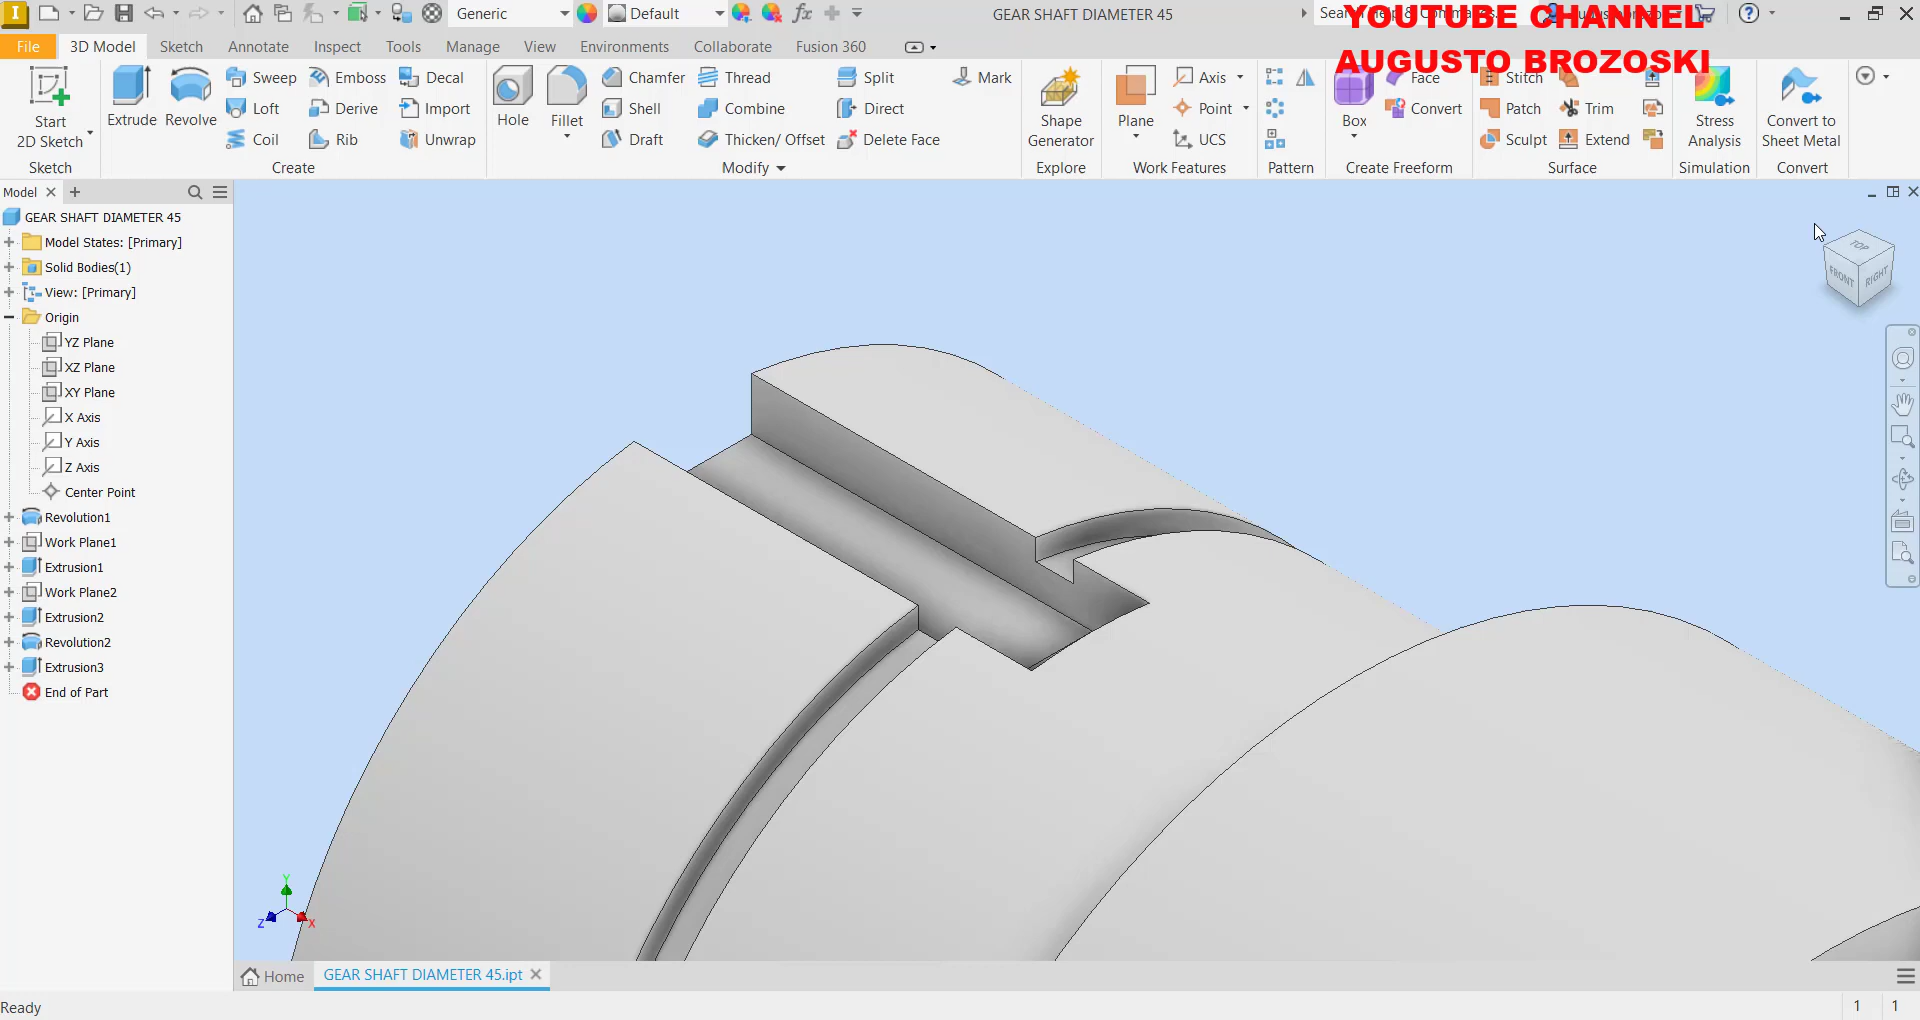 Generic
Default
GEAR SHAFT DIAMETER 45
YOUTUBE CHANNEL
AUGUSTO BROZOSKI
File
3D Model
Sketch
Annotate
Inspect
Tools
Manage
View
Environments
Collaborate
Fusion 360
Start
2D Sketch
Extrude
Revolve
Sweep
Loft
Coil
Emboss
Derive
Rib
Decal
Import
Unwrap
Hole
Fillet
Chamfer
Shell
Draft
Thread
Combine
Thicken/ Offset
Split
Direct
Delete Face
Mark
Shape
Generator
Plane
Axis
Point
UCS
Box
Face
Convert
Stitch
Patch
Sculpt
Trim
Extend
Stress
Analysis
Convert to
Sheet Metal
Sketch
Create
Modify
Explore
Work Features
Pattern
Create Freeform
Surface
Simulation
Convert
Model
GEAR SHAFT DIAMETER 45
Model States: [Primary]
Solid Bodies(1)
View: [Primary]
Origin
YZ Plane
XZ Plane
XY Plane
X Axis
Y Axis
Z Axis
Center Point
Revolution1
Work Plane1
Extrusion1
Work Plane2
Extrusion2
Revolution2
Extrusion3
End of Part
TOP
FRONT
RIGHT
Y
Z
X
Home
GEAR SHAFT DIAMETER 45.ipt
Ready
1
1